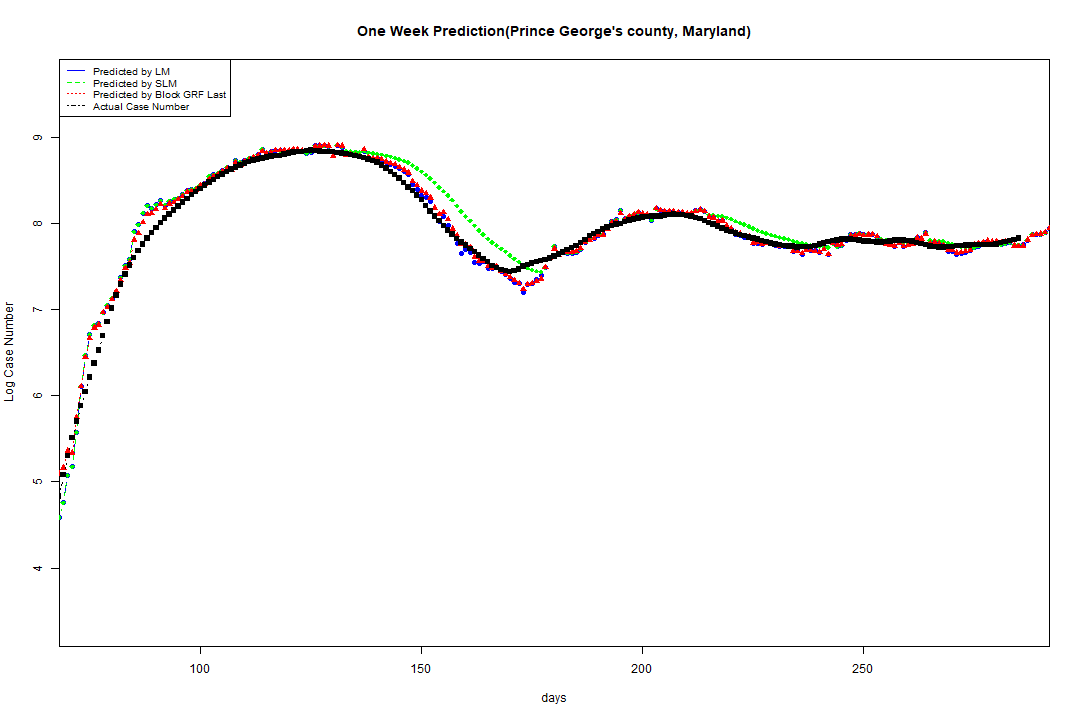 One Week Prediction(Prince George's county, Maryland)
Predicted by LM
Predicted by SLM
Predicted by Block GRF Last
Actual Case Number
9
8
7
6
5
4
Log Case Number
100 150 200 250
days